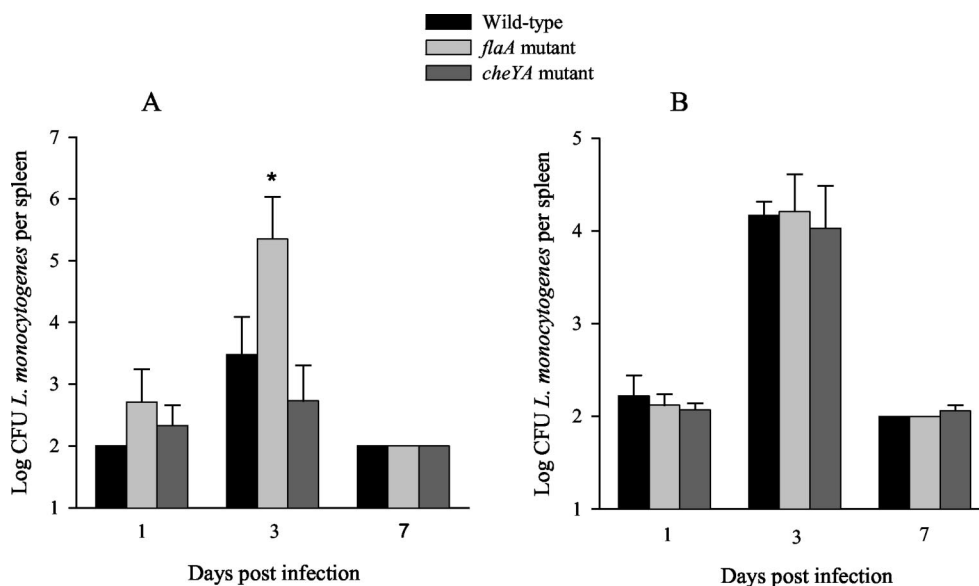 Wild-type
flaA mutant
cheYA mutant
A
B
Log CFU L. monocytogenes per spleen
7
6
5
4
3
2
1
*
1
3
7
Days post infection
Log CFU L. monocytogenes per spleen
5
4
3
2
1
1
3
7
Days post infection